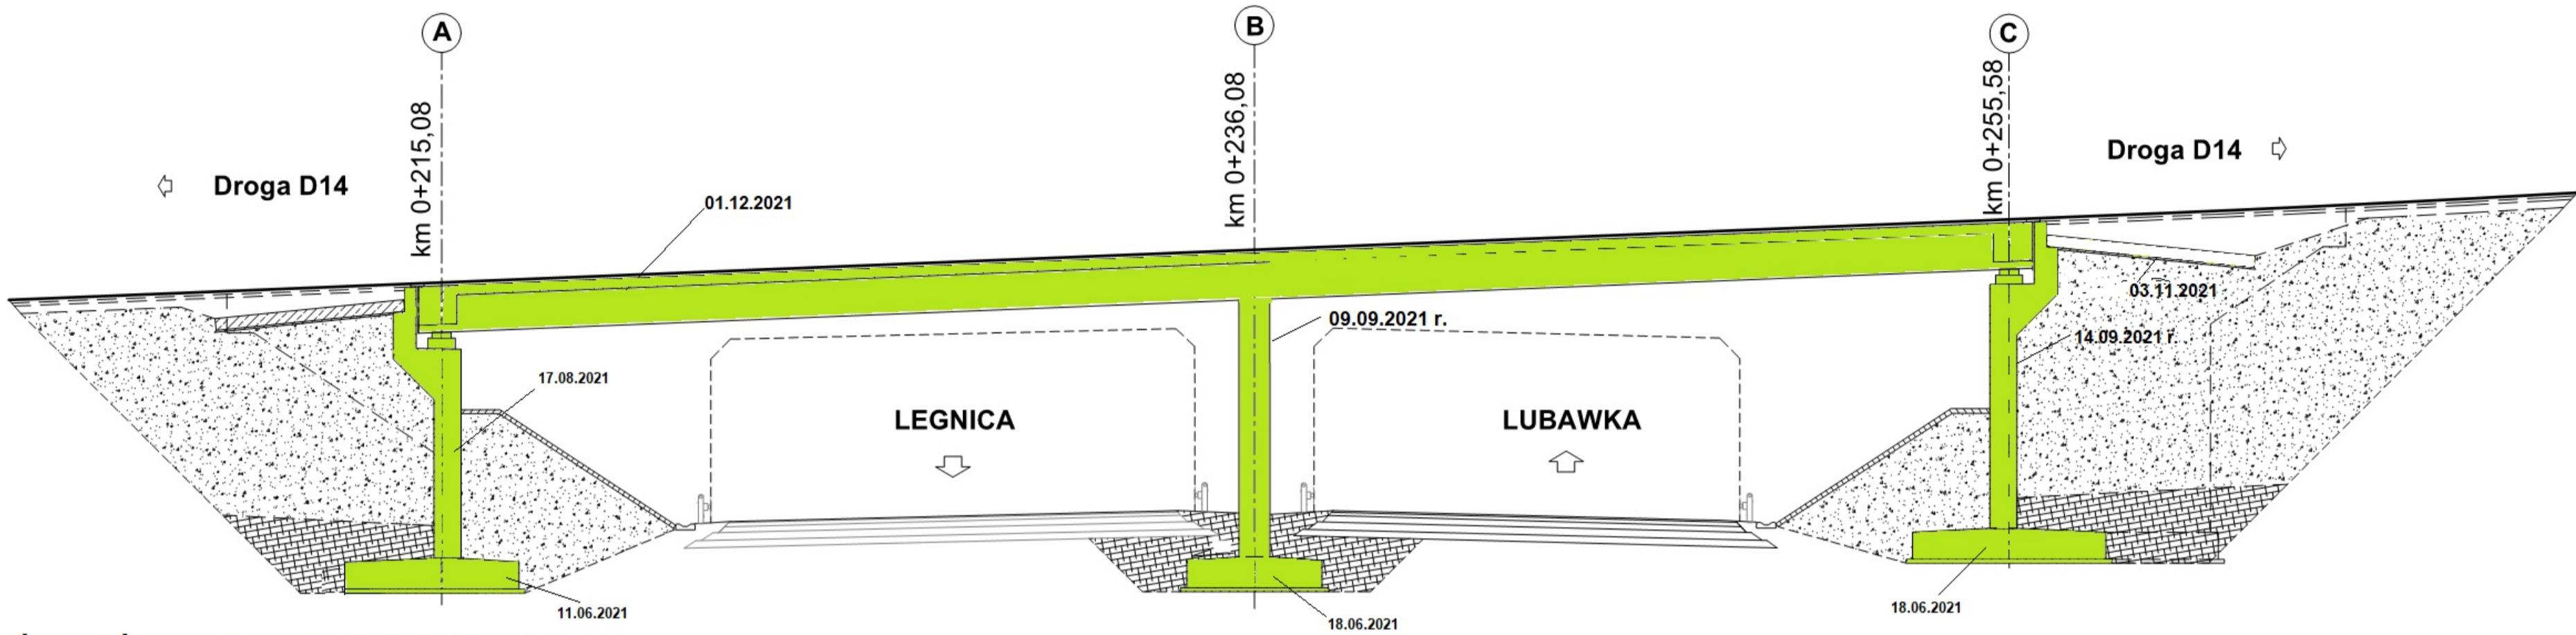 A
B
C
km 0+215,08
km 0+236,08
km 0+255,58
Droga D14
Droga D14
01.12.2021
03.11.2021
09.09.2021 r.
14.09.2021 r.
17.08.2021
LEGNICA
LUBAWKA
11.06.2021
18.06.2021
18.06.2021